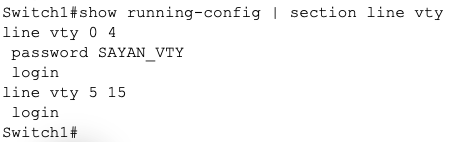 Switch1#show running-config | section line vty
line vty 0 4
 password SAYAN_VTY
 login
line vty 5 15
 login
Switch1#